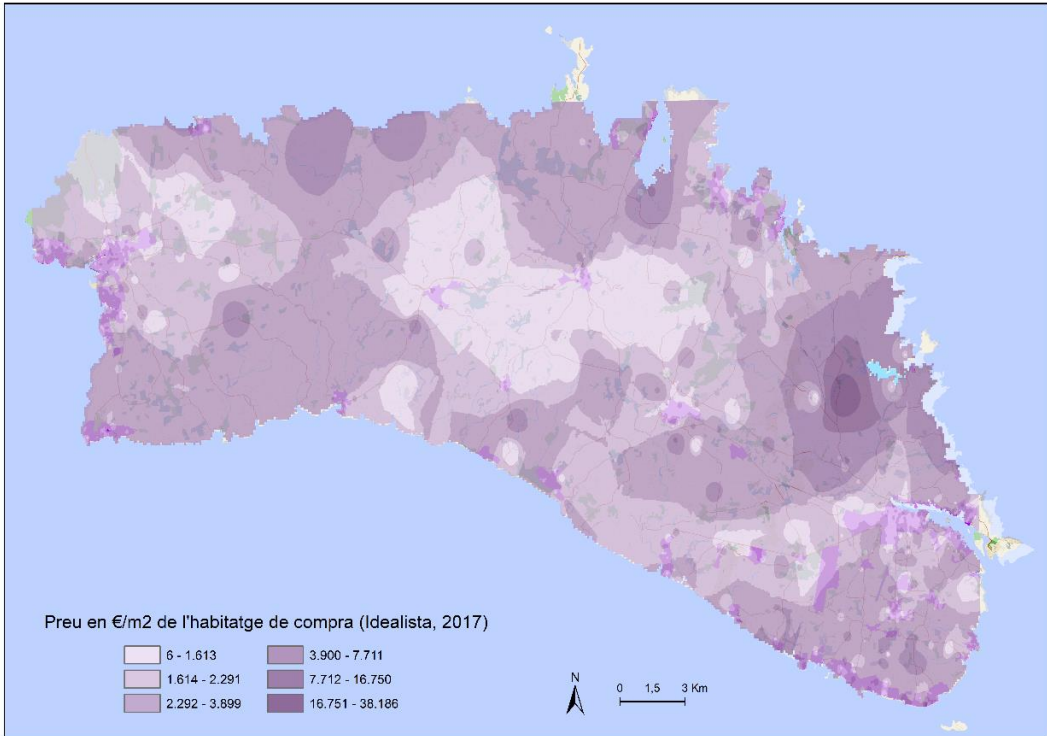 Preu en €/m2 de l'habitatge de compra (Idealista, 2017)
6 - 1.613
1.614 - 2.291
2.292 - 3.899
3.900 - 7.711
7.712 - 16.750
16.751 - 38.186
N
0 1,5 3 Km